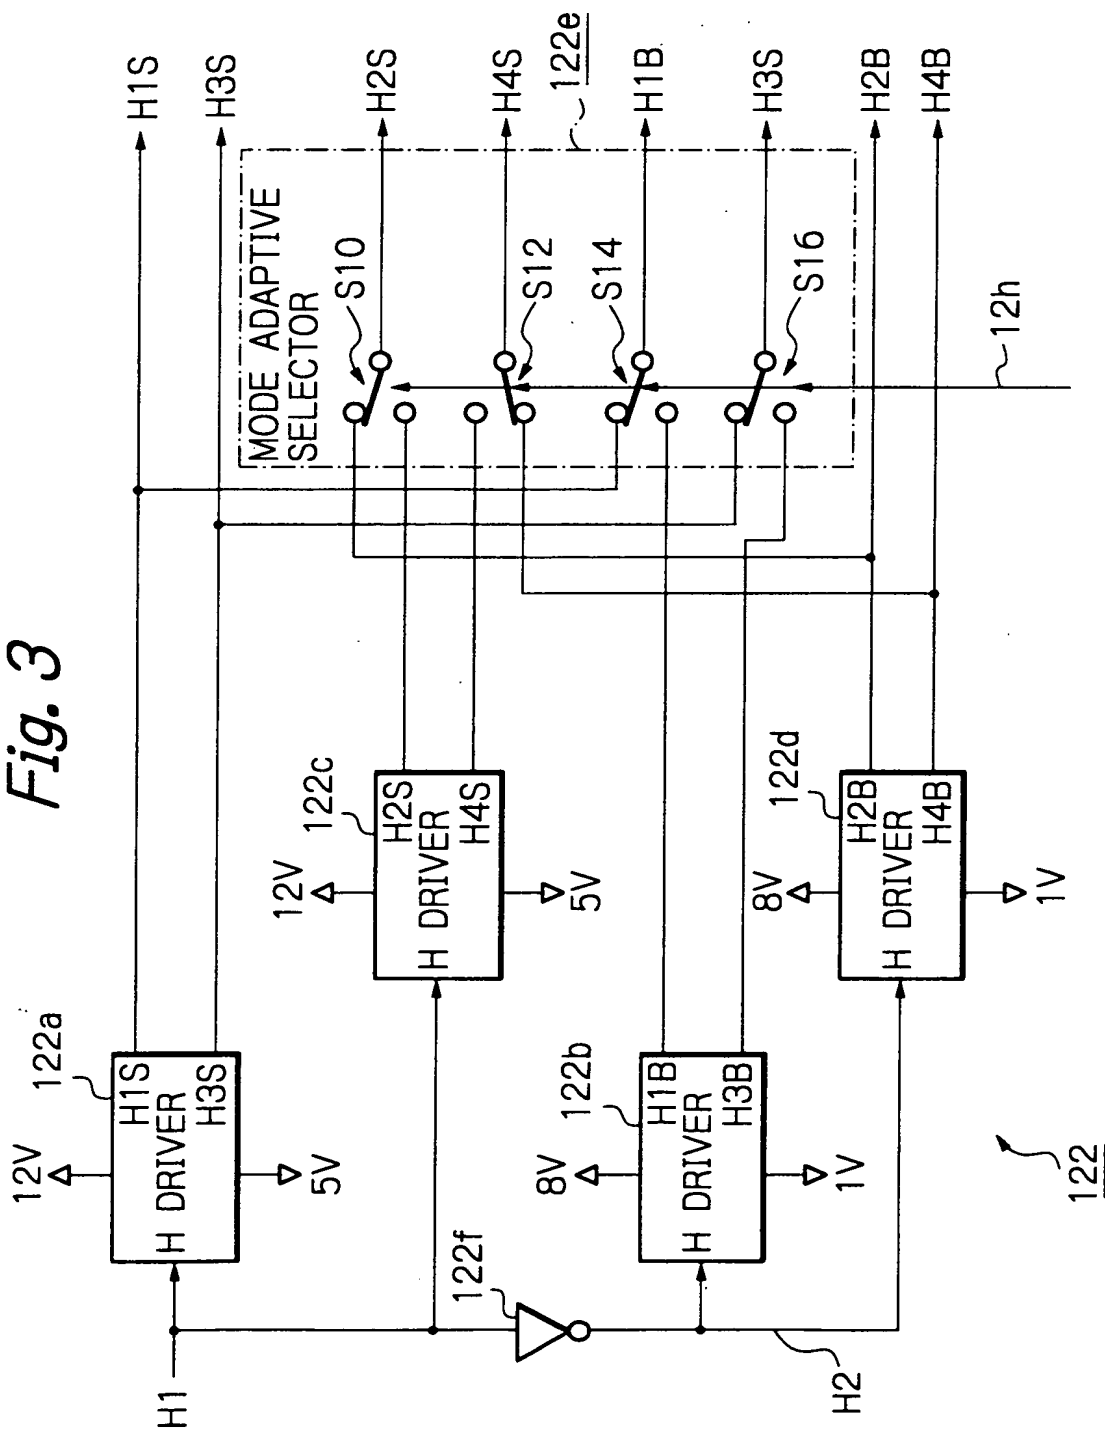 Fig. 3
H1
12V
122a
H DRIVER
H1S
H3S
5V
12V
122c
H DRIVER
H2S
H4S
5V
122f
8V
122b
H DRIVER
H1B
H3B
1V
8V
122d
H DRIVER
H2B
H4B
1V
H2
122
MODE ADAPTIVE
SELECTOR
S10
S12
S14
S16
122e
12h
H1S
H3S
H2S
H4S
H1B
H3S
H2B
H4B